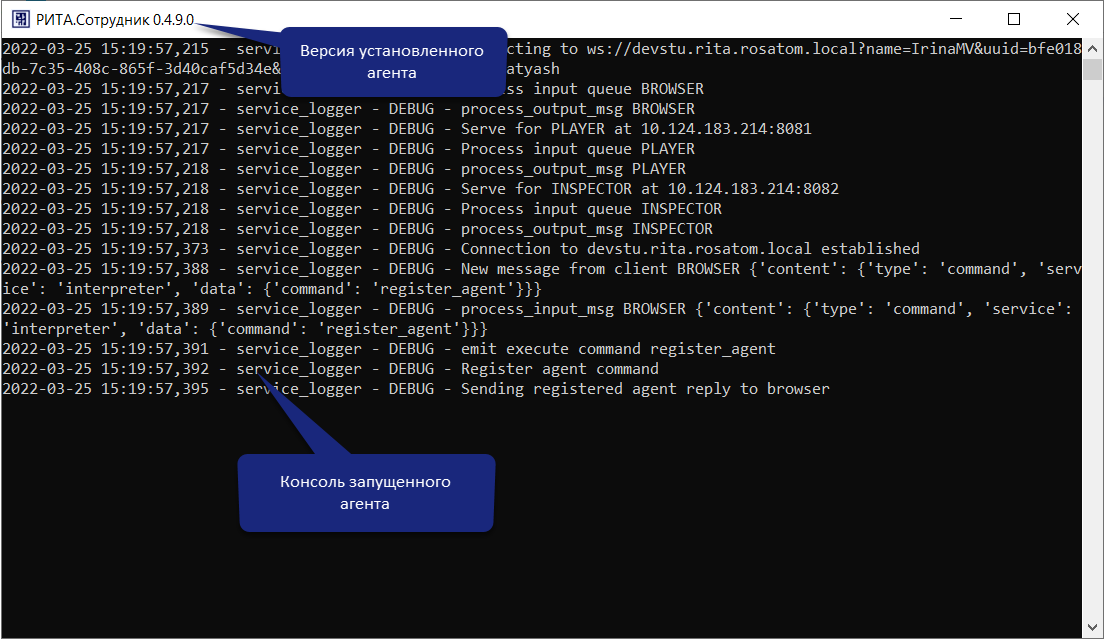 РИТА.Сотрудник 0.4.9.0
Версия установленного
агента
2022-03-25 15:19:57,215 - servi cting to ws://devstu.rita.rosatom.local?name=IrinaMV&uuid=bfe018
db-7c35-408c-865f-3d40caf5d34e& atyash
2022-03-25 15:19:57,217 - servi ss input queue BROWSER
2022-03-25 15:19:57,217 - service_logger - DEBUG - process_output_msg BROWSER
2022-03-25 15:19:57,217 - service_logger - DEBUG - Serve for PLAYER at 10.124.183.214:8081
2022-03-25 15:19:57,217 - service_logger - DEBUG - Process input queue PLAYER
2022-03-25 15:19:57,218 - service_logger - DEBUG - process_output_msg PLAYER
2022-03-25 15:19:57,218 - service_logger - DEBUG - Serve for INSPECTOR at 10.124.183.214:8082
2022-03-25 15:19:57,218 - service_logger - DEBUG - Process input queue INSPECTOR
2022-03-25 15:19:57,218 - service_logger - DEBUG - process_output_msg INSPECTOR
2022-03-25 15:19:57,373 - service_logger - DEBUG - Connection to devstu.rita.rosatom.local established
2022-03-25 15:19:57,388 - service_logger - DEBUG - New message from client BROWSER {'content': {'type': 'command', 'serv
ice': 'interpreter', 'data': {'command': 'register_agent'}}}
2022-03-25 15:19:57,389 - service_logger - DEBUG - process_input_msg BROWSER {'content': {'type': 'command', 'service':
'interpreter', 'data': {'command': 'register_agent'}}}
2022-03-25 15:19:57,391 - service_logger - DEBUG - emit execute command register_agent
2022-03-25 15:19:57,392 - service_logger - DEBUG - Register agent command
2022-03-25 15:19:57,395 - service_logger - DEBUG - Sending registered agent reply to browser
Консоль запущенного
агента